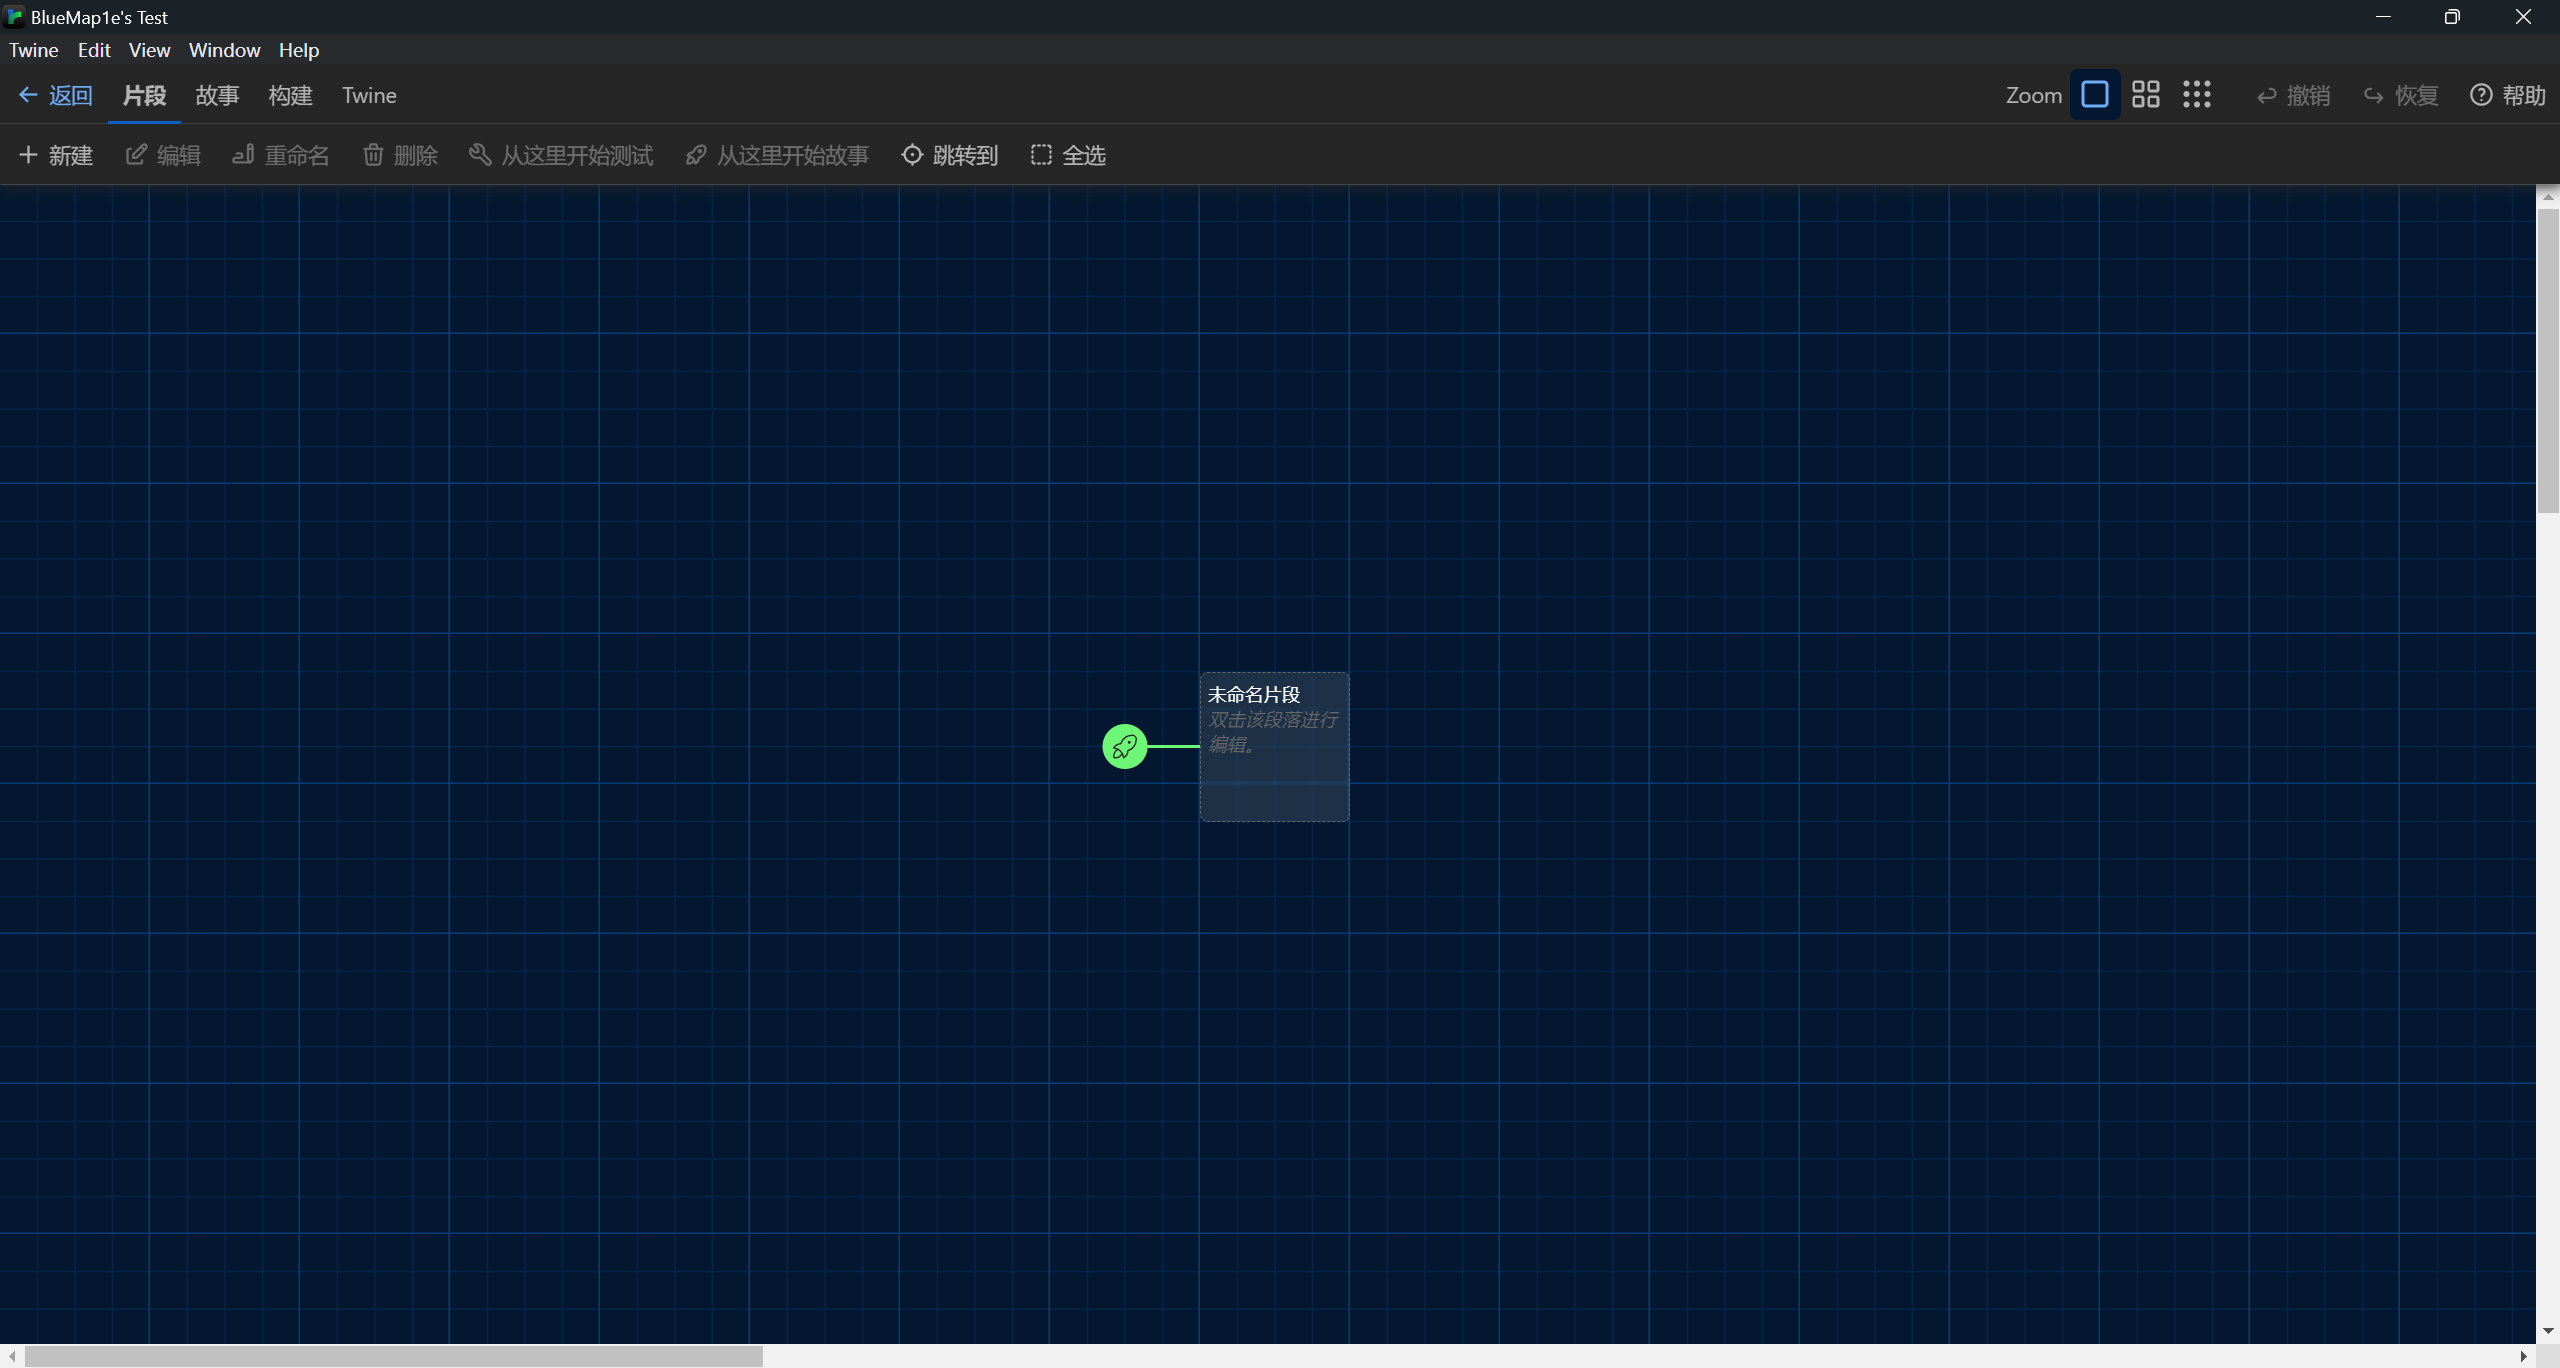 BlueMap1e's Test
Twine Edit View Window Help
返回 片段 故事 构建 Twine Zoom 撤销 恢复 帮助
新建 编辑 重命名 删除 从这里开始测试 从这里开始故事 跳转到 全选
未命名片段
双击该段落进行
编辑。